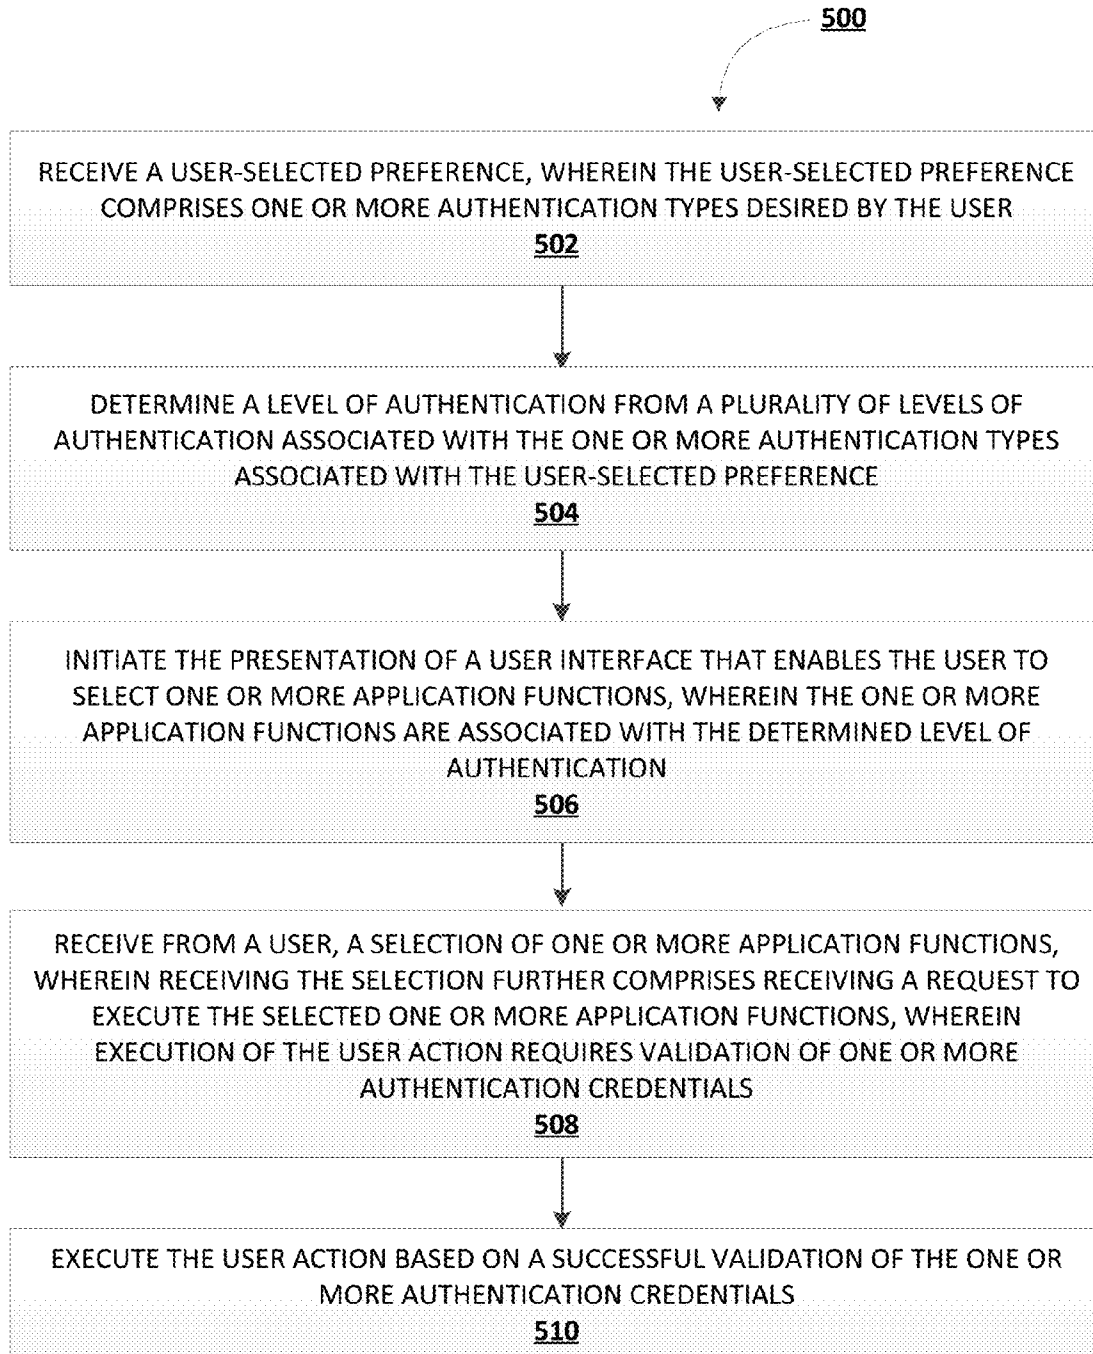 500
RECEIVE A USER-SELECTED PREFERENCE, WHEREIN THE USER-SELECTED PREFERENCE
COMPRISES ONE OR MORE AUTHENTICATION TYPES DESIRED BY THE USER
502
DETERMINE A LEVEL OF AUTHENTICATION FROM A PLURALITY OF LEVELS OF
AUTHENTICATION ASSOCIATED WITH THE ONE OR MORE AUTHENTICATION TYPES
ASSOCIATED WITH THE USER-SELECTED PREFERENCE
504
INITIATE THE PRESENTATION OF A USER INTERFACE THAT ENABLES THE USER TO
SELECT ONE OR MORE APPLICATION FUNCTIONS, WHEREIN THE ONE OR MORE
APPLICATION FUNCTIONS ARE ASSOCIATED WITH THE DETERMINED LEVEL OF
AUTHENTICATION
506
RECEIVE FROM A USER, A SELECTION OF ONE OR MORE APPLICATION FUNCTIONS,
WHEREIN RECEIVING THE SELECTION FURTHER COMPRISES RECEIVING A REQUEST TO
EXECUTE THE SELECTED ONE OR MORE APPLICATION FUNCTIONS, WHEREIN
EXECUTION OF THE USER ACTION REQUIRES VALIDATION OF ONE OR MORE
AUTHENTICATION CREDENTIALS
508
EXECUTE THE USER ACTION BASED ON A SUCCESSFUL VALIDATION OF THE ONE OR
MORE AUTHENTICATION CREDENTIALS
510